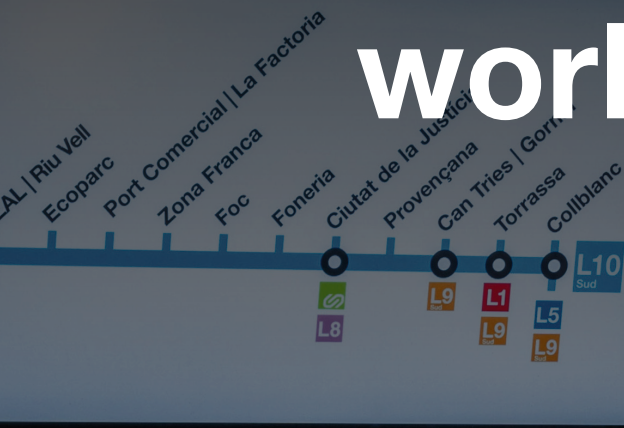 worl
LAL | Riu Vell
Ecoparc
Port Comercial | La Factoria
Zona Franca
Foc
Foneria
Ciutat de la Justícia
Provençana
Can Tries | Gornal
Torrassa
Collblanc
L10
Sud
L9
Sud
L1
L5
L8
L9
Sud
L9
Sud